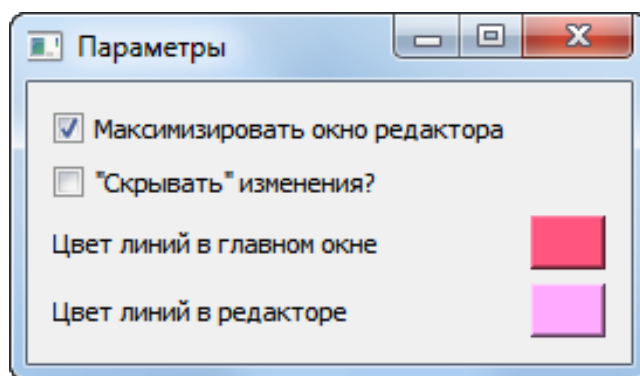 Параметры
Максимизировать окно редактора
"Скрывать" изменения?
Цвет линий в главном окне
Цвет линий в редакторе